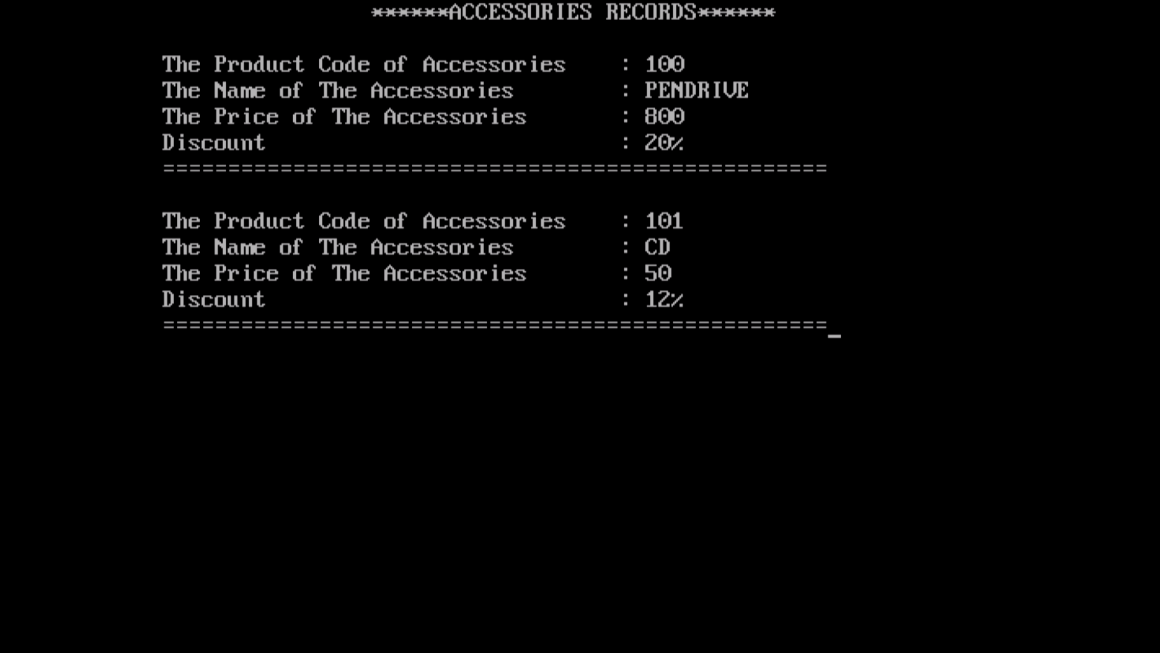 ******ACCESSORIES RECORDS******
The Product Code of Accessories : 100
The Name of The Accessories : PENDRIVE
The Price of The Accessories : 800
Discount : 20%
===================================================
The Product Code of Accessories : 101
The Name of The Accessories : CD
The Price of The Accessories : 50
Discount : 12%
===================================================_